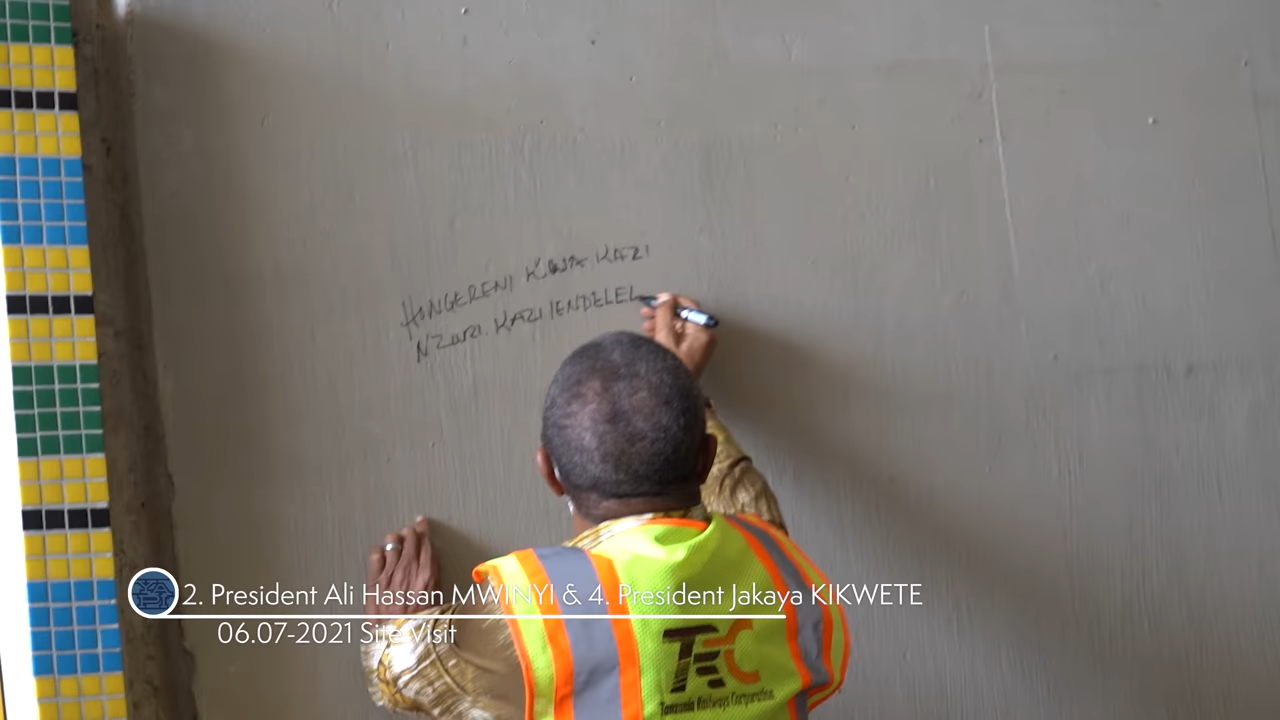 HONGERENI KWA KAZI
NZURI. KAZI IENDELEE
2. President Ali Hassan MWINYI & 4. President Jakaya KIKWETE
06.07-2021 Site Visit
TRC
Tanzania Railways Corporation
YAPI